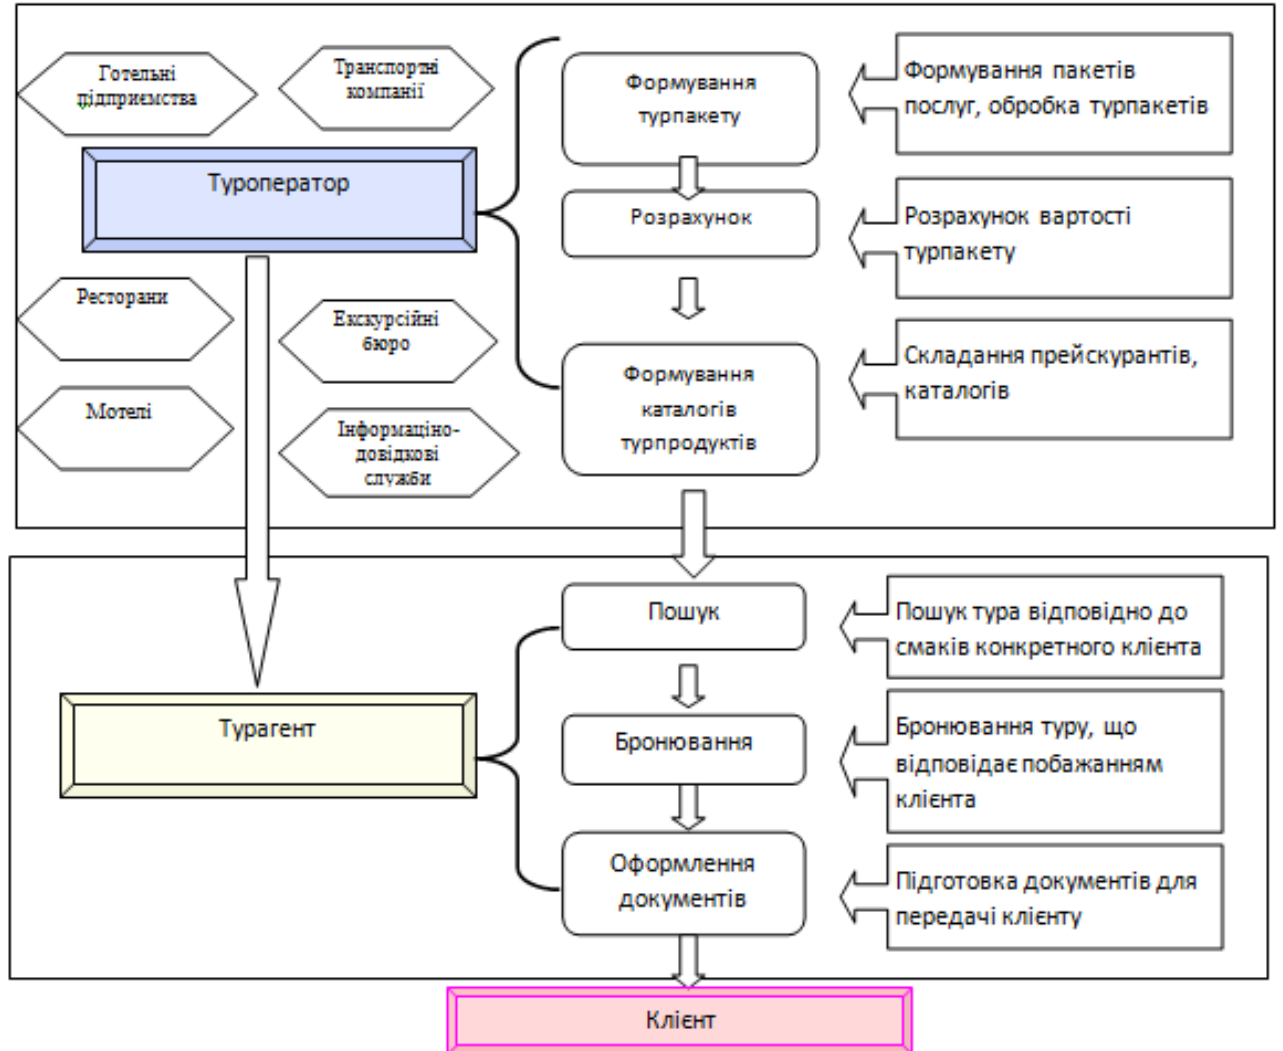 Готельні
підприємства
Транспортні
компанії
Туроператор
Ресторани
Екскурсійні
бюро
Мотелі
Інформаціно-
довідкові
служби
Формування
турпакету
Розрахунок
Формування
каталогів
турпродуктів
Формування пакетів
послуг, обробка турпакетів
Розрахунок вартості
турпакету
Складання прейскурантів,
каталогів
Турагент
Пошук
Бронювання
Оформлення
документів
Пошук тура відповідно до
смаків конкретного клієнта
Бронювання туру, що
відповідає побажанням
клієнта
Підготовка документів для
передачі клієнту
Клієнт